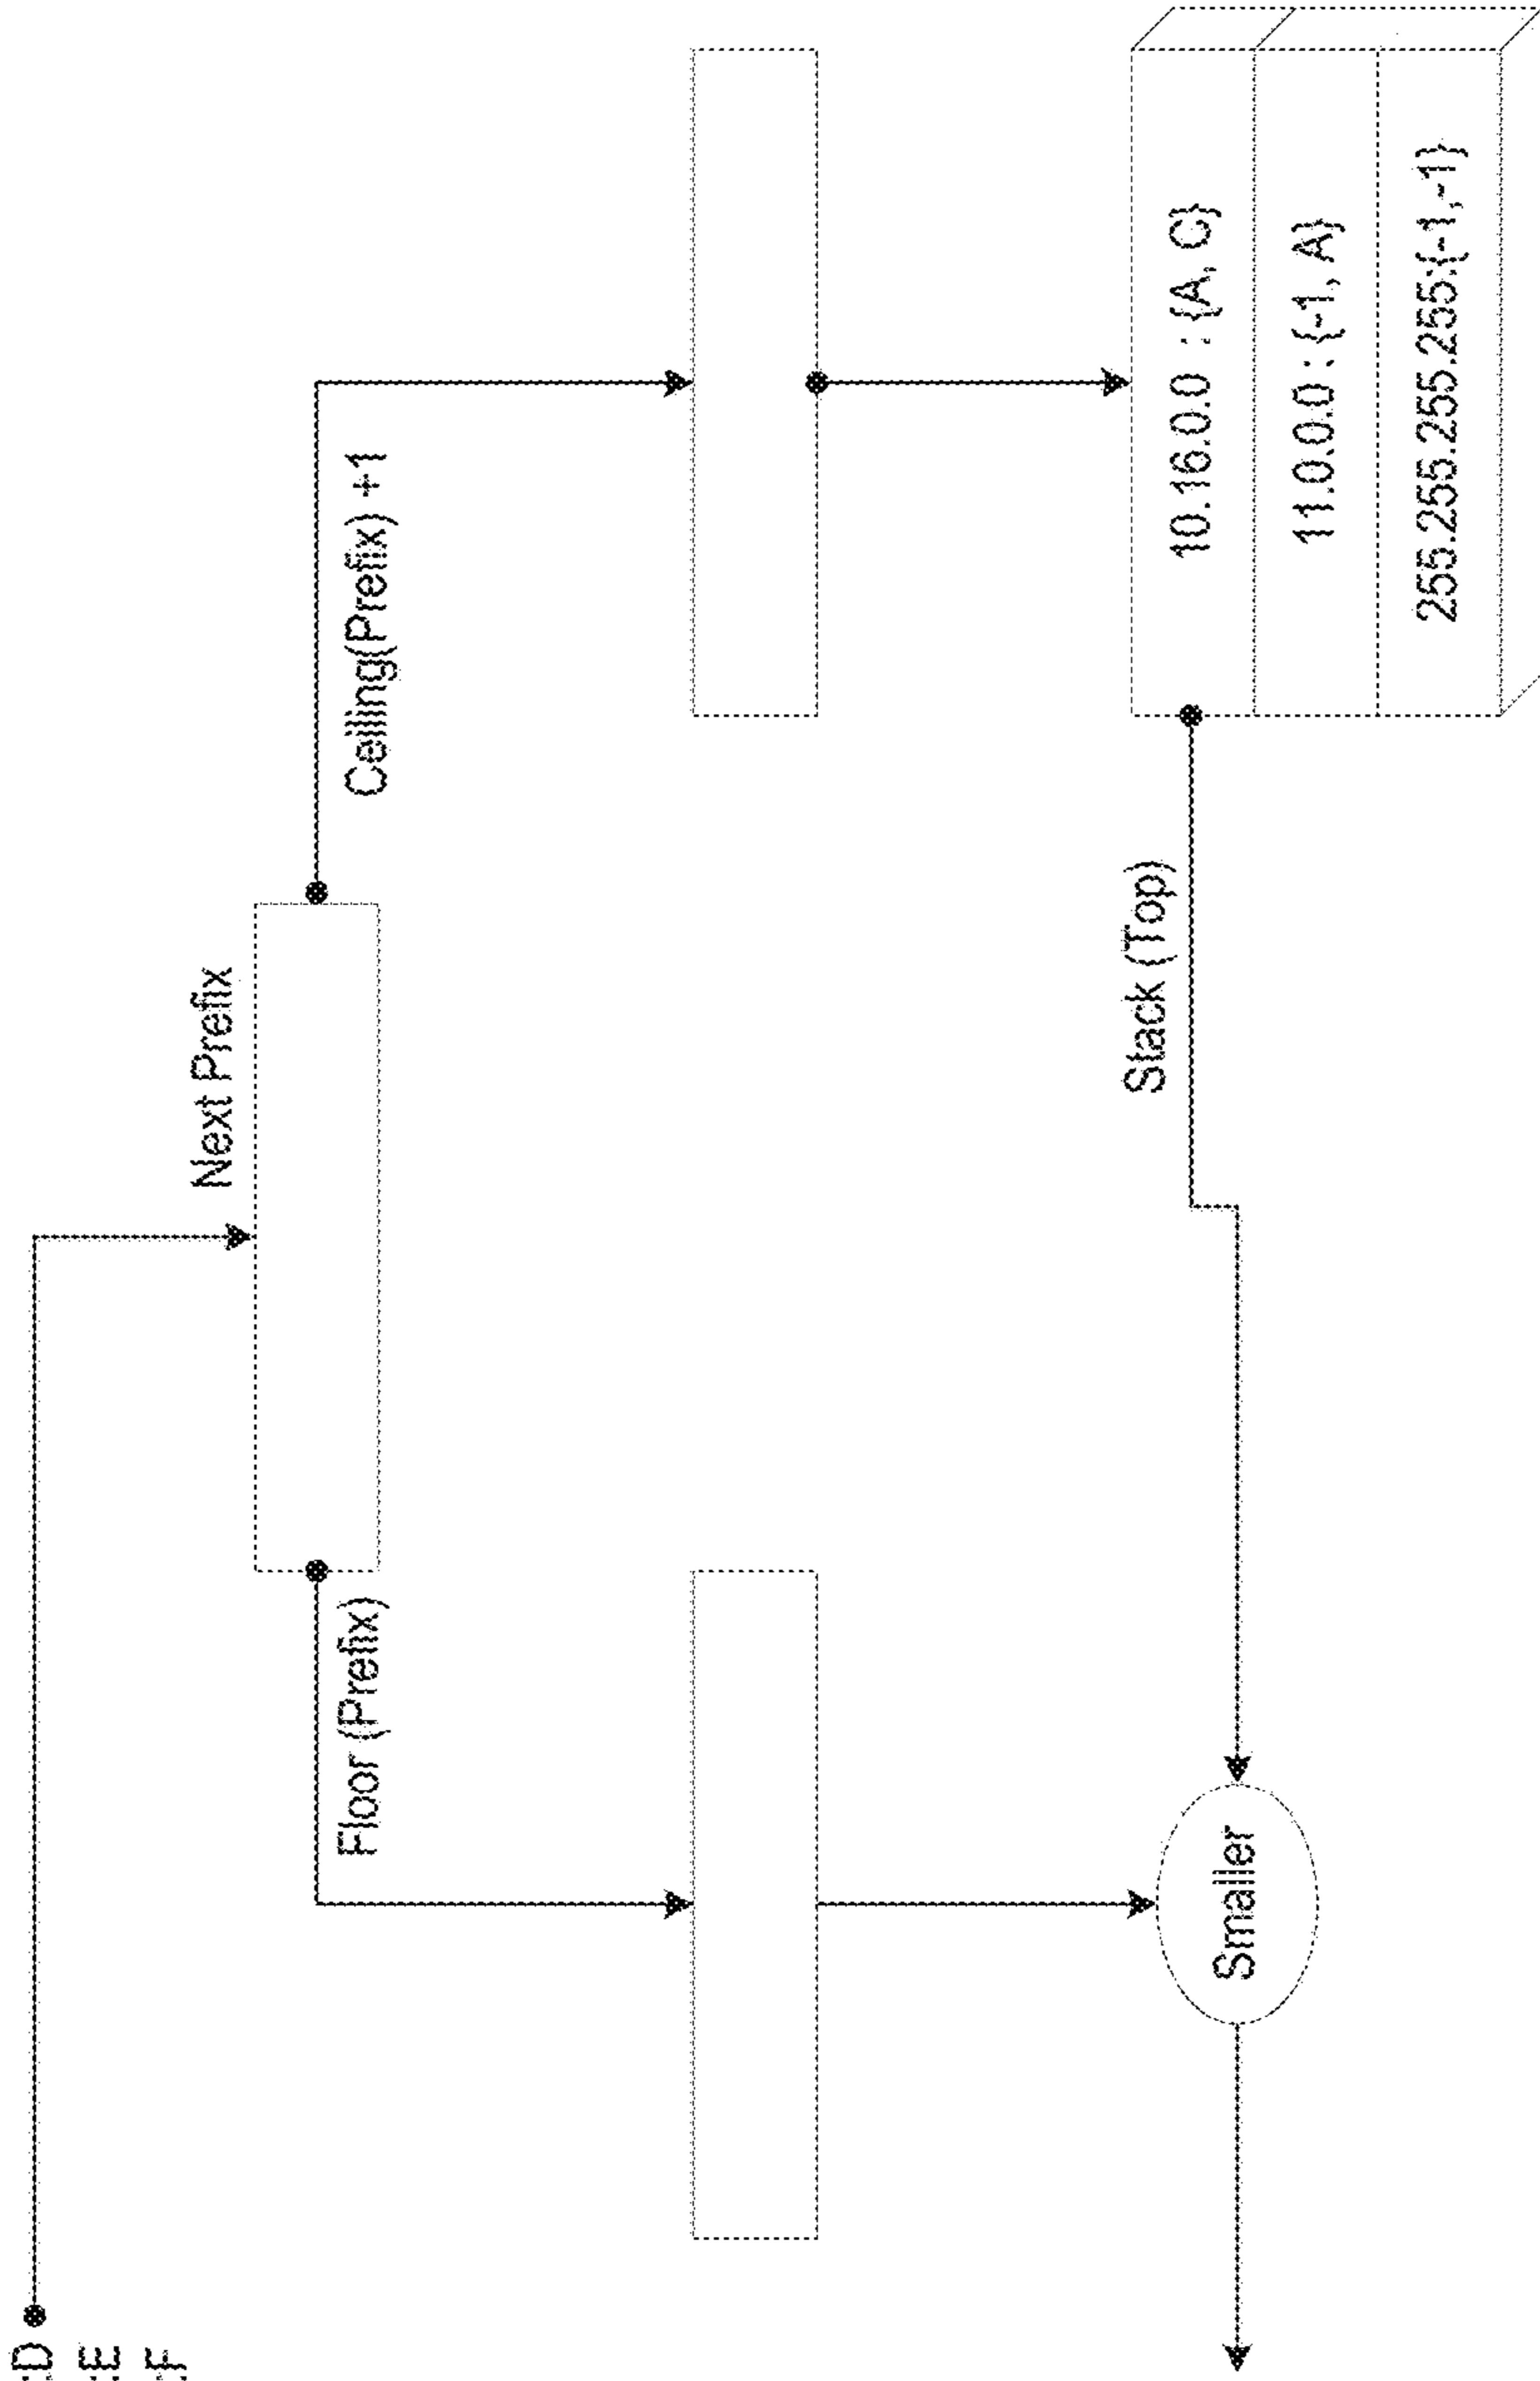 :D
:E
:F
Next Prefix
Floor (Prefix)
Ceiling(Prefix) +1
Stack (Top)
10.16.0.0 : {A, C}
11.0.0.0 : {-1, A}
255.255.255.255:{-1,-1}
Smaller